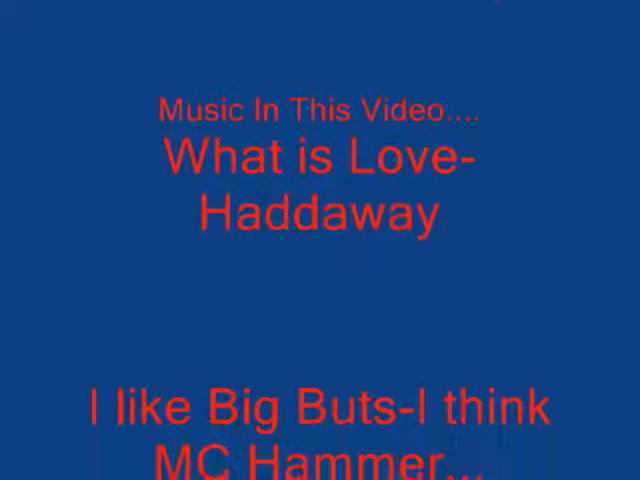 Music In This Video....
What is Love-
Haddaway
I like Big Buts-I think
MC Hammer...